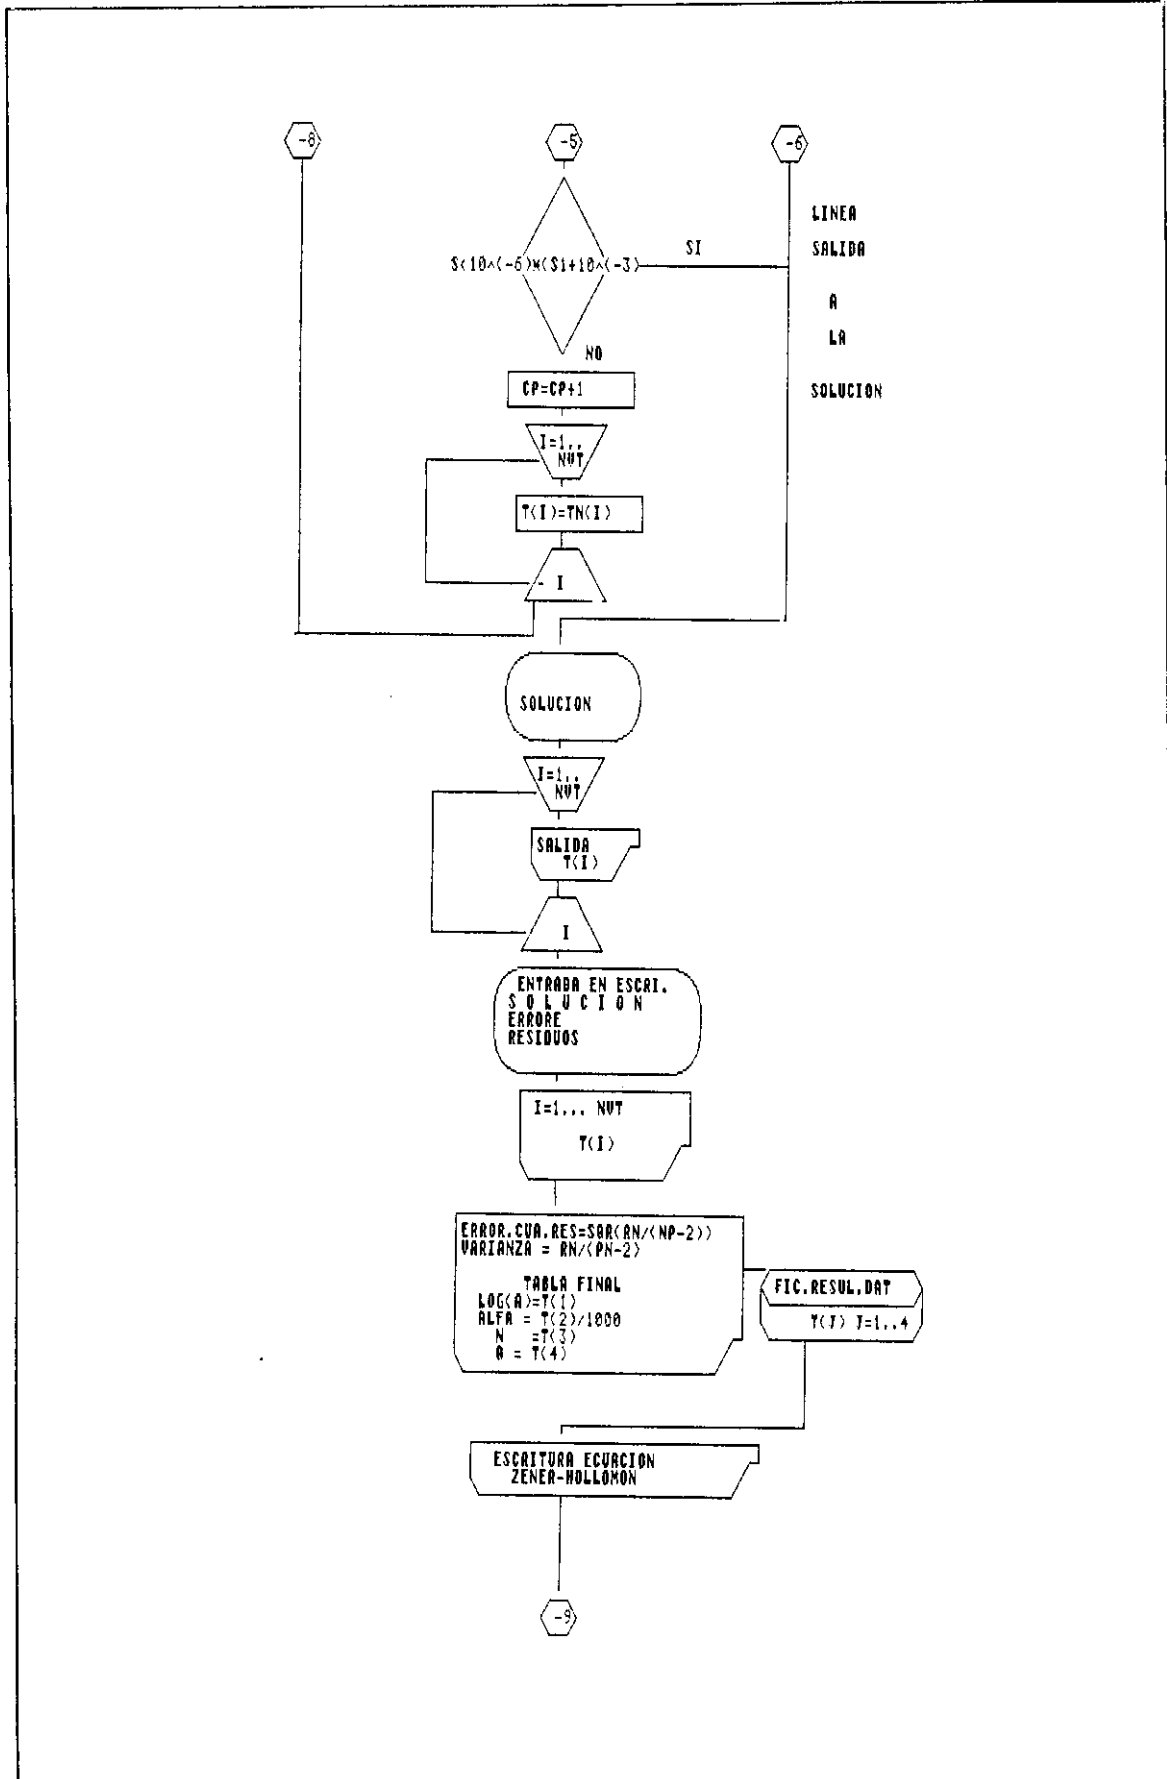 -8
-5
-6
LINEA
SALIDA
A
LA
SOLUCION
S<10^(-6)*(S1+10^(-3)
SI
NO
CP=CP+1
I=1..
NVT
T(I)=TN(I)
- I
SOLUCION
I=1..
NVT
SALIDA
T(I)
I
ENTRADA EN ESCRI.
S O L U C I O N
ERRORE
RESIDUOS
I=1... NVT
T(I)
ERROR.CUA.RES=SQR(RN/(NP-2))
VARIANZA = RN/(PN-2)
TABLA FINAL
LOG(A)=T(1)
ALFA = T(2)/1000
N =T(3)
Q = T(4)
FIC.RESUL.DAT
T(J) J=1..4
ESCRITURA ECUACION
ZENER-HOLLOMON
-9